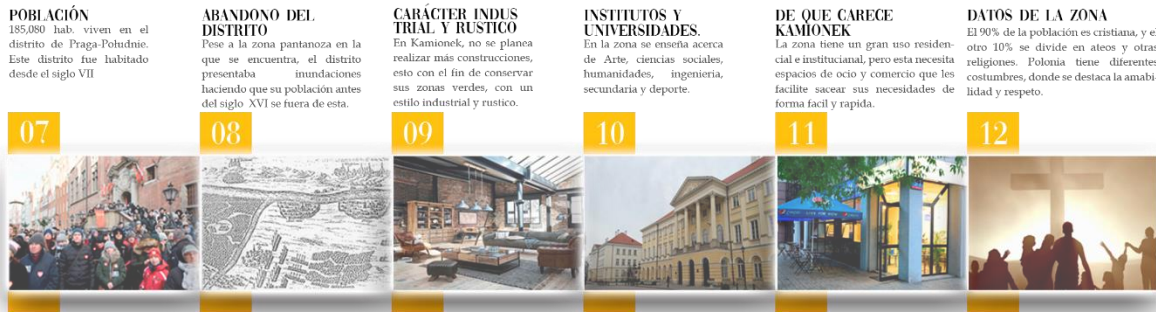 POBLACIÓN
185,080 hab. viven en el
distrito de Praga-Południe.
Este distrito fue habitado
desde el siglo VII
07
ABANDONO DEL
DISTRITO
Pese a la zona pantanoza en la
que se encuentra, el distrito
presentaba inundaciones
haciendo que su población antes
del siglo XVI se fuera de esta.
08
CARÁCTER INDUS
TRIAL Y RUSTICO
En Kamionek, no se planea
realizar más construcciones,
esto con el fin de conservar
sus zonas verdes, con un
estilo industrial y rustico.
09
INSTITUTOS Y
UNIVERSIDADES.
En la zona se enseña acerca
de Arte, ciencias sociales,
humanidades, ingenieria,
secundaria y deporte.
10
DE QUE CARECE
KAMIONEK
La zona tiene un gran uso residen-
cial e institucianal, pero esta necesita
espacios de ocio y comercio que les
facilite sacear sus necesidades de
forma facil y rapida.
11
DATOS DE LA ZONA
El 90% de la población es cristiana, y el
otro 10% se divide en ateos y otras
religiones. Polonia tiene diferentes
costumbres, donde se destaca la amabi-
lidad y respeto.
12